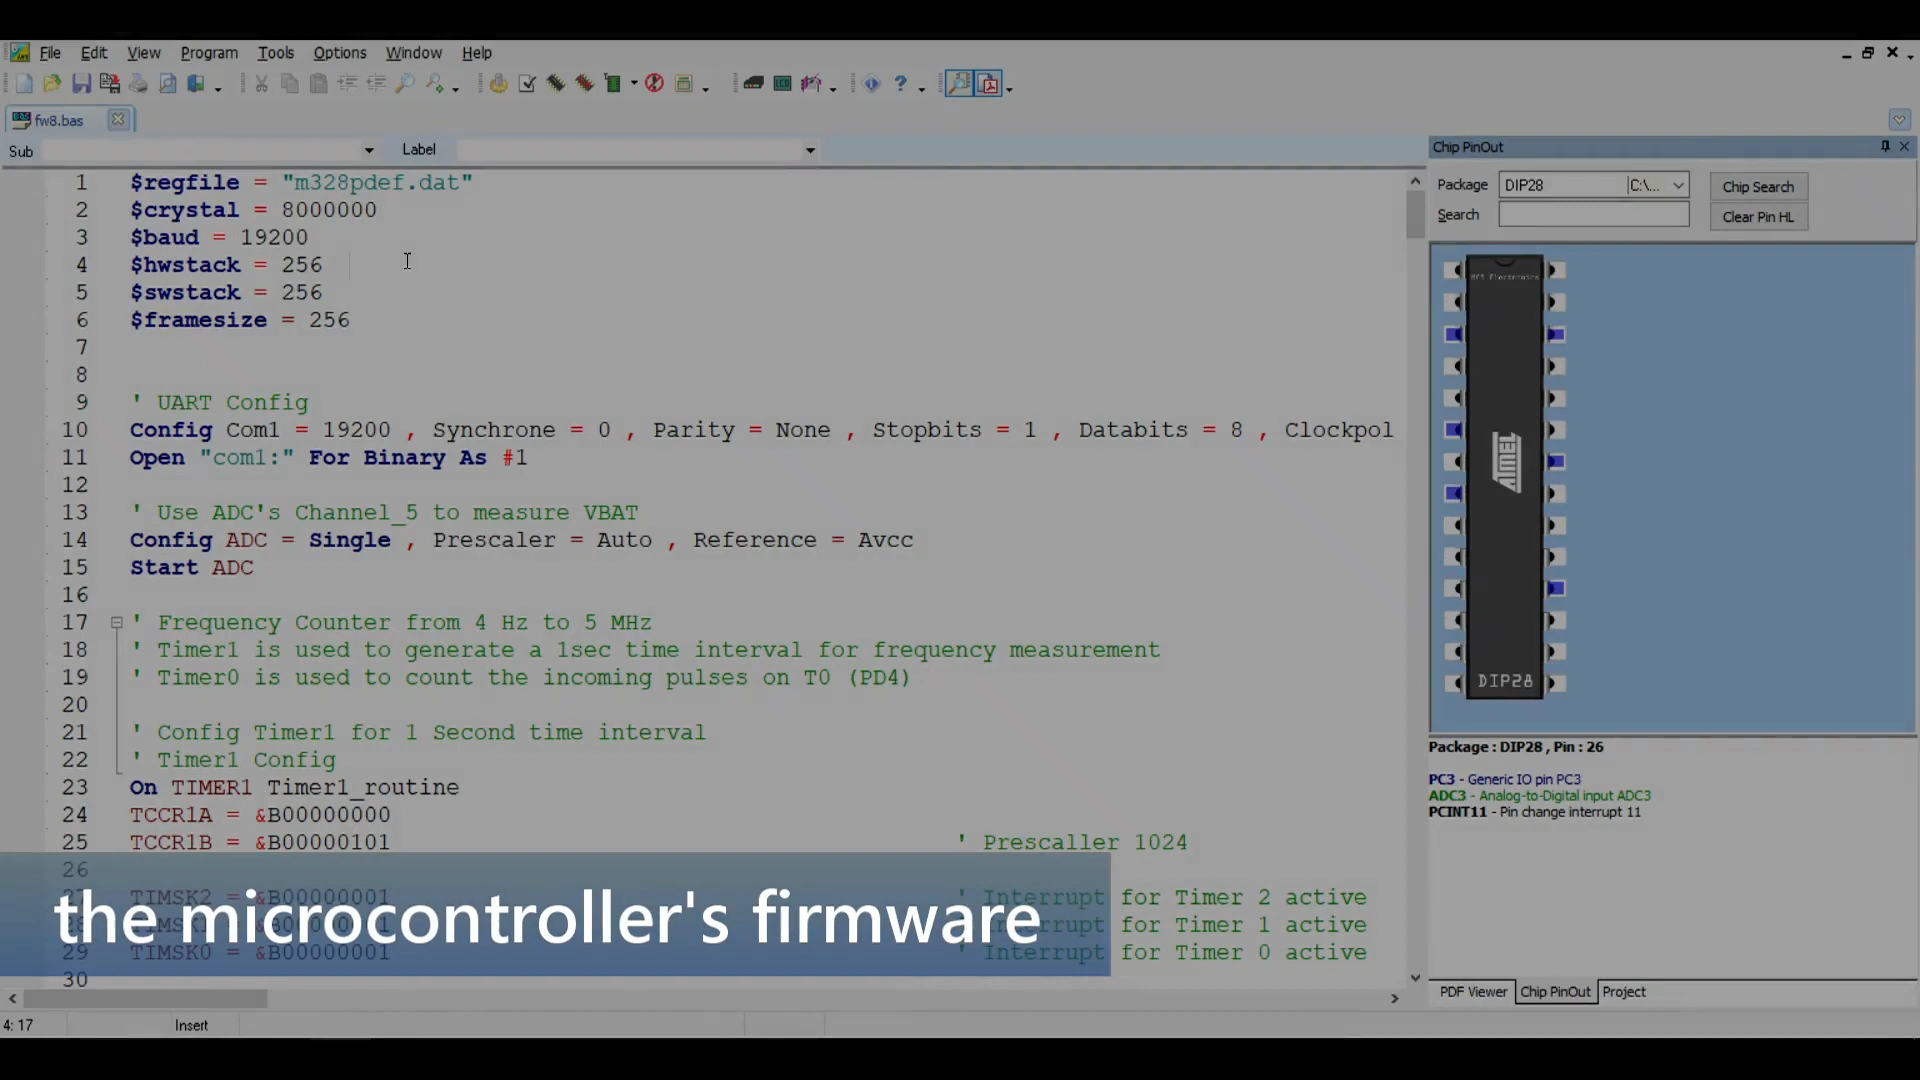 File Edit View Program Tools Options Window Help
fw8.bas
Sub Label
Chip PinOut
Package DIP28 C:\... Chip Search
Search Clear Pin HL
1 $regfile = "m328pdef.dat"
2 $crystal = 8000000
3 $baud = 19200
4 $hwstack = 256
5 $swstack = 256
6 $framesize = 256
7
8
9 ' UART Config
10 Config Com1 = 19200 , Synchrone = 0 , Parity = None , Stopbits = 1 , Databits = 8 , Clockpol
11 Open "com1:" For Binary As #1
12
13 ' Use ADC's Channel_5 to measure VBAT
14 Config ADC = Single , Prescaler = Auto , Reference = Avcc
15 Start ADC
16
17 ' Frequency Counter from 4 Hz to 5 MHz
18 ' Timer1 is used to generate a 1sec time interval for frequency measurement
19 ' Timer0 is used to count the incoming pulses on T0 (PD4)
20
21 ' Config Timer1 for 1 Second time interval
22 ' Timer1 Config
23 On TIMER1 Timer1_routine
24 TCCR1A = &B00000000
25 TCCR1B = &B00000101 ' Prescaller 1024
26
27 TIMSK2 = &B00000001 ' Interrupt for Timer 2 active
for Timer 1 active
29 TIMSK0 = &B00000001 ' Interrupt for Timer 0 active
30
the microcontroller's firmware
MCS Electronics
ATMEL
DIP28
Package : DIP28 , Pin : 26
PC3 - Generic IO pin PC3
ADC3 - Analog-to-Digital input ADC3
PCINT11 - Pin change interrupt 11
PDF Viewer Chip PinOut Project
4: 17 Insert